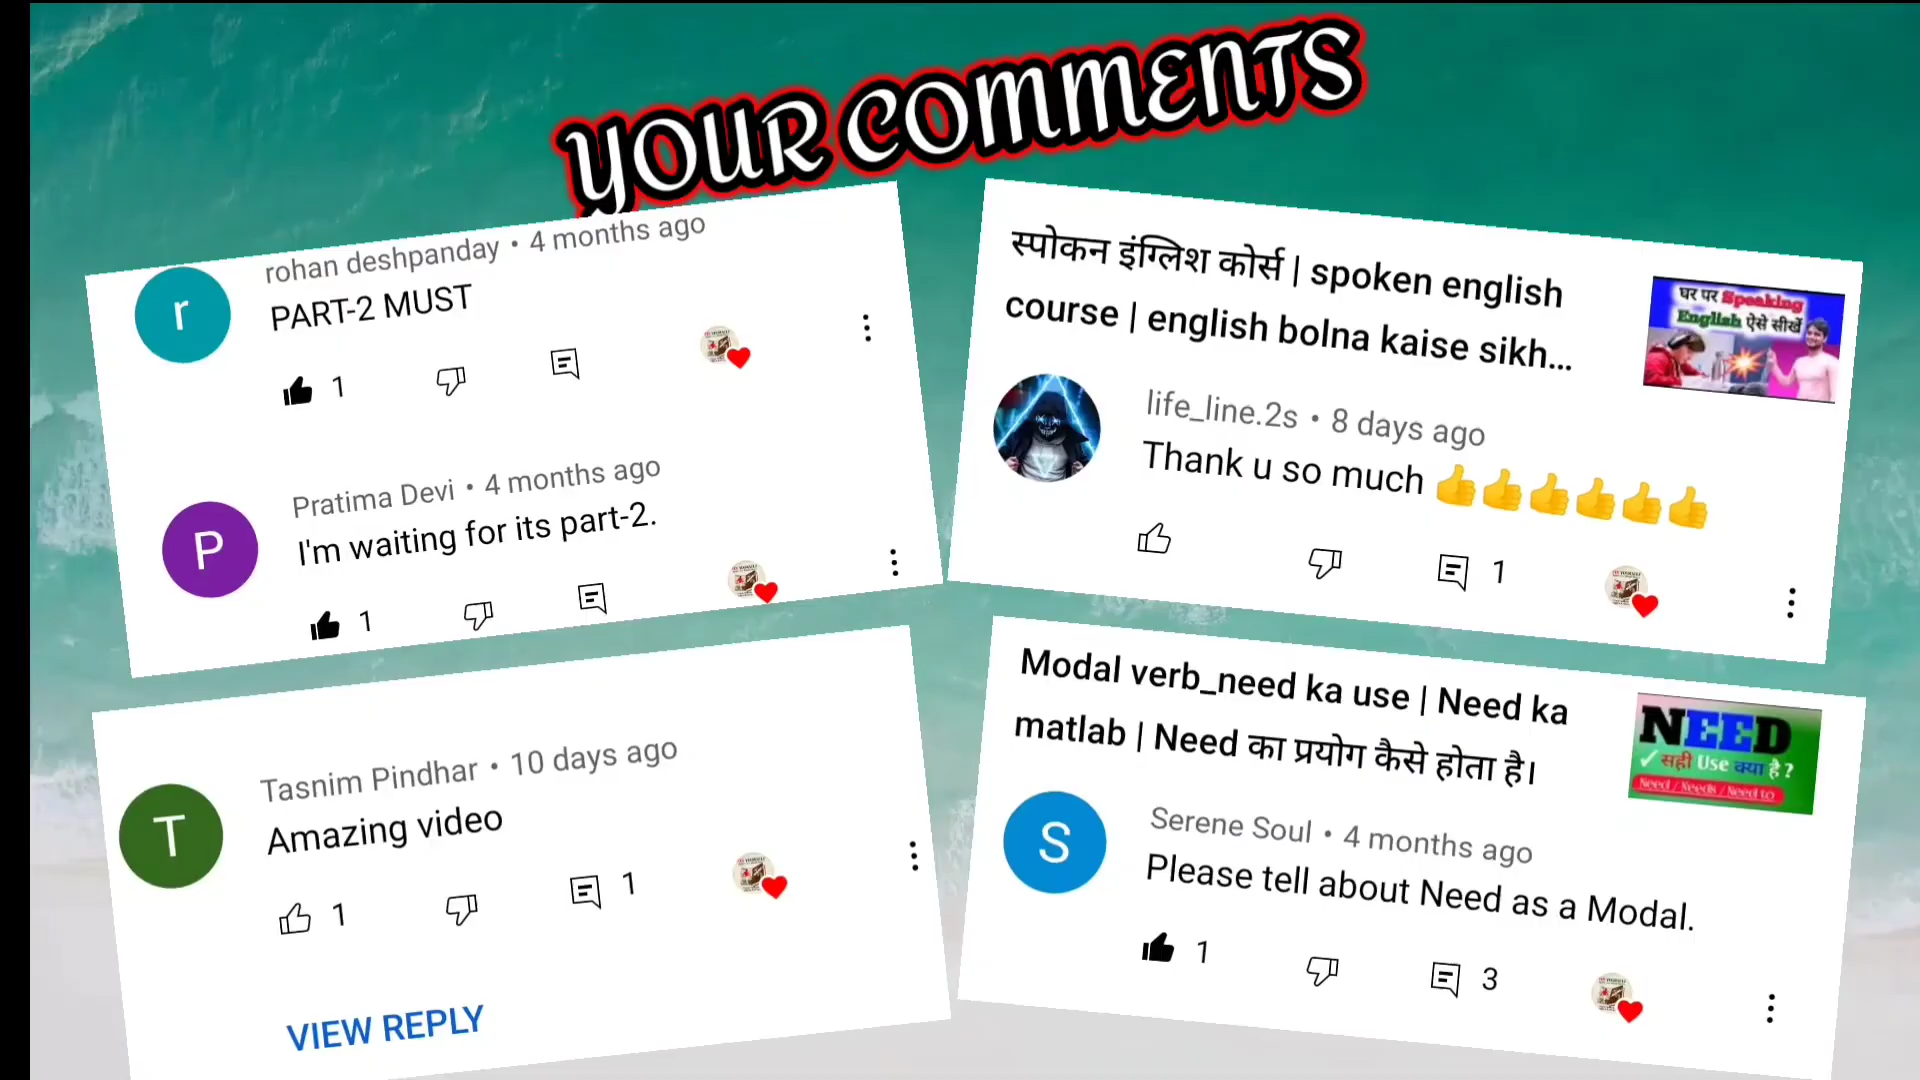 YOUR COMMENTS
rohan deshpanday • 4 months ago
r
PART-2 MUST
1
Pratima Devi • 4 months ago
P
I'm waiting for its part-2.
1
स्पोकन इंग्लिश कोर्स | spoken english
course | english bolna kaise sikh...
घर पर Speaking
English ऐसे सीखें
life_line.2s • 8 days ago
Thank u so much 👍👍👍👍👍👍
1
Tasnim Pindhar • 10 days ago
T
Amazing video
1 1
VIEW REPLY
Modal verb_need ka use | Need ka
matlab | Need का प्रयोग कैसे होता है।
NEED
✓ सही Use क्या है ?
Need / Needs / Need to
Serene Soul • 4 months ago
S
Please tell about Need as a Modal.
1 3